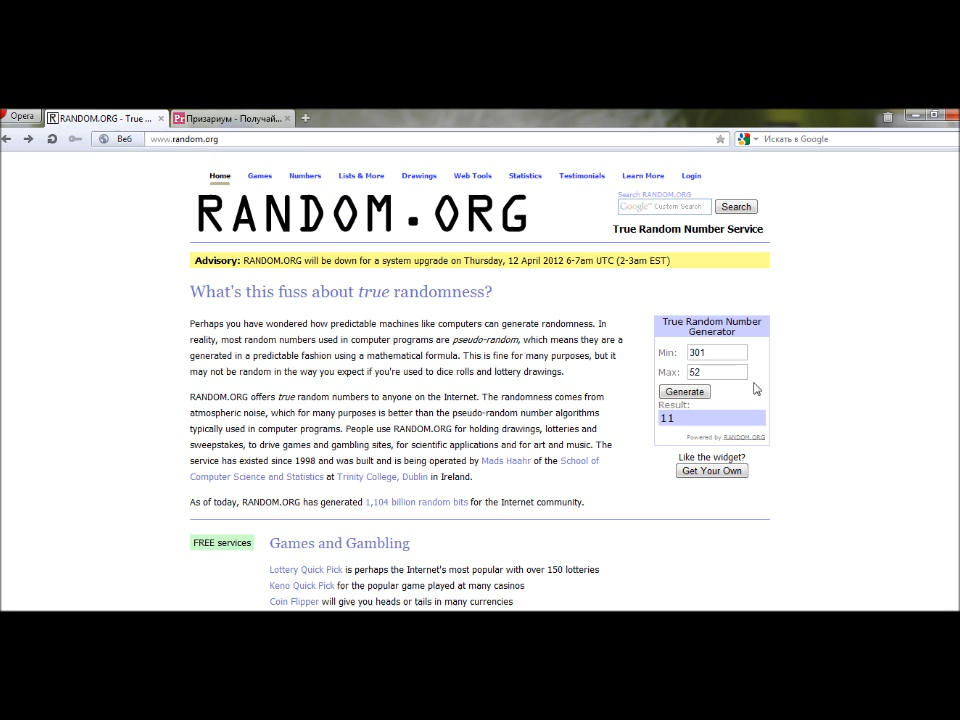 Opera
RANDOM.ORG - True ...
Призариум - Получай...
Веб
www.random.org
Искать в Google
Home Games Numbers Lists & More Drawings Web Tools Statistics Testimonials Learn More Login
RANDOM.ORG
Search RANDOM.ORG
Google™ Custom Search
Search
True Random Number Service
Advisory: RANDOM.ORG will be down for a system upgrade on Thursday, 12 April 2012 6-7am UTC (2-3am EST)
What's this fuss about true randomness?
Perhaps you have wondered how predictable machines like computers can generate randomness. In
reality, most random numbers used in computer programs are pseudo-random, which means they are a
generated in a predictable fashion using a mathematical formula. This is fine for many purposes, but it
may not be random in the way you expect if you're used to dice rolls and lottery drawings.
RANDOM.ORG offers true random numbers to anyone on the Internet. The randomness comes from
atmospheric noise, which for many purposes is better than the pseudo-random number algorithms
typically used in computer programs. People use RANDOM.ORG for holding drawings, lotteries and
sweepstakes, to drive games and gambling sites, for scientific applications and for art and music. The
service has existed since 1998 and was built and is being operated by Mads Haahr of the School of
Computer Science and Statistics at Trinity College, Dublin in Ireland.
As of today, RANDOM.ORG has generated 1,104 billion random bits for the Internet community.
True Random Number
Generator
Min: 301
Max: 52
Generate
Result:
11
Powered by RANDOM.ORG
Like the widget?
Get Your Own
FREE services
Games and Gambling
Lottery Quick Pick is perhaps the Internet's most popular with over 150 lotteries
Keno Quick Pick for the popular game played at many casinos
Coin Flipper will give you heads or tails in many currencies